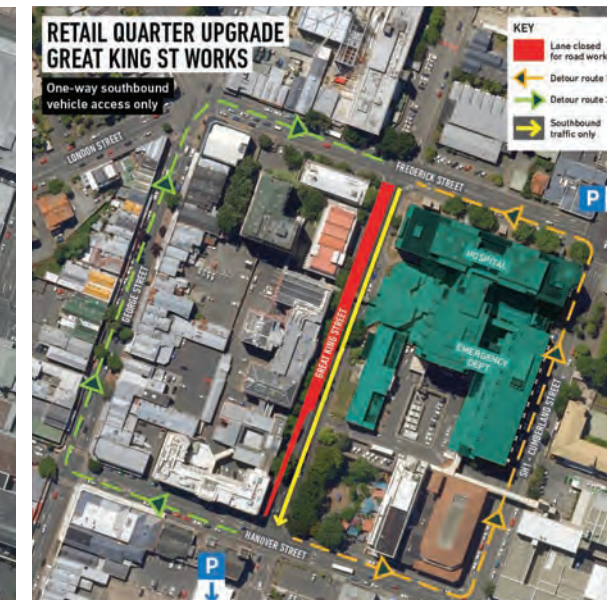 RETAIL QUARTER UPGRADE
GREAT KING ST WORKS
One-way southbound
vehicle access only
KEY
Lane closed
for road work
Detour route
Detour route
Southbound
traffic only
LONDON STREET
FREDERICK STREET
P
HOSPITAL
GEORGE STREET
GREAT KING STREET
EMERGENCY
DEPT
SH1 - CUMBERLAND STREET
HANOVER STREET
P